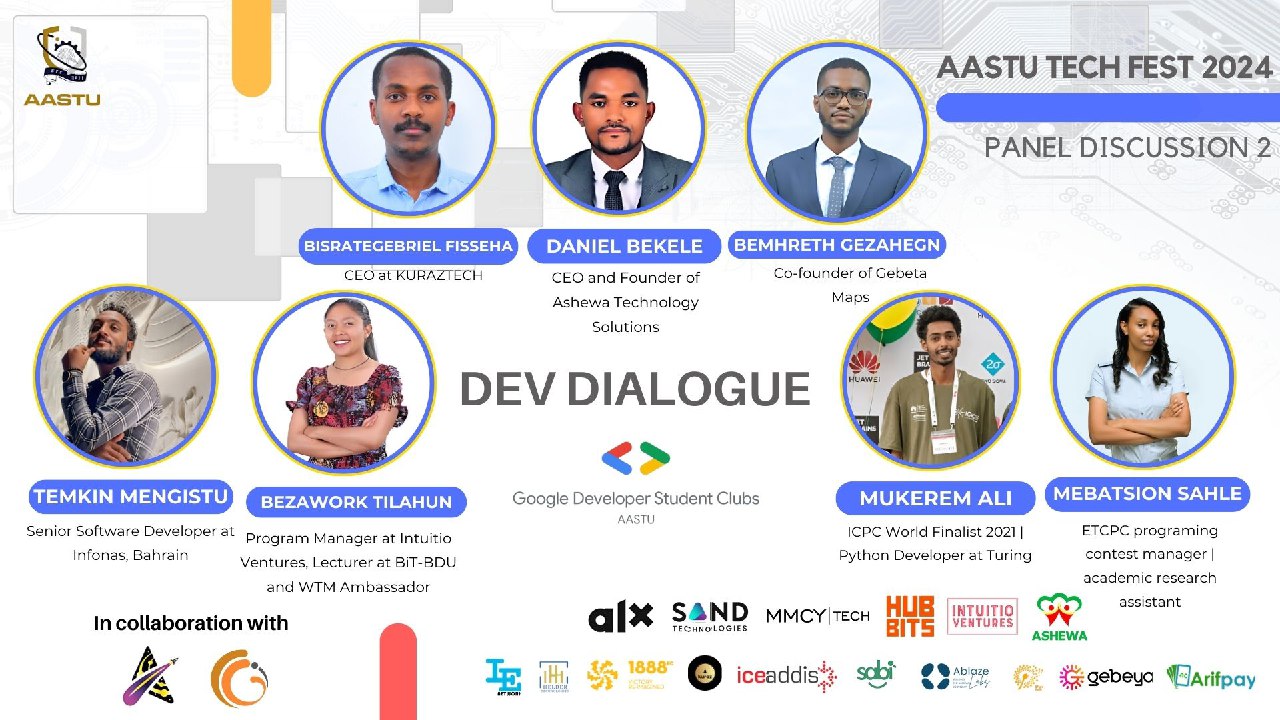 AASTU
AASTU TECH FEST 2024
PANEL DISCUSSION 2
BISRATEGEBRIEL FISSEHA
CEO at KURAZTECH
DANIEL BEKELE
CEO and Founder of
Ashewa Technology
Solutions
BEMHRETH GEZAHEGN
Co-founder of Gebeta
Maps
DEV DIALOGUE
Google Developer Student Clubs
AASTU
TEMKIN MENGISTU
Senior Software Developer at
Infonas, Bahrain
BEZAWORK TILAHUN
Program Manager at Intuitio
Ventures, Lecturer at BiT-BDU
and WTM Ambassador
HUAWEI
JET
BRAINS
MUKEREM ALI
ICPC World Finalist 2021 |
Python Developer at Turing
MEBATSION SAHLE
ETCPC programing
contest manager |
academic research
assistant
In collaboration with
alx
SAND
TECHNOLOGIES
MMCY|TECH
HUB
BITS
INTUITIO
VENTURES
ASHEWA
1888
iceaddis
sabi
Ablaze
Labs
gebeya
Arifpay